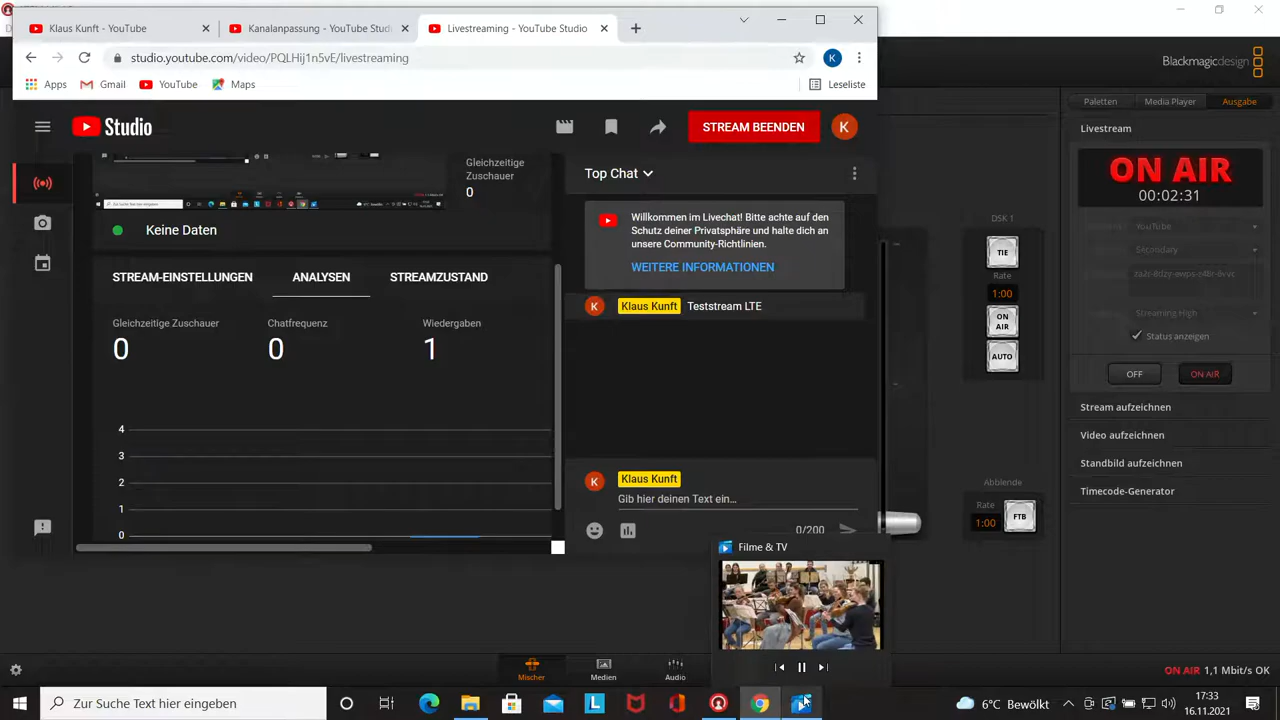 Klaus Kunft - YouTube
Kanalanpassung - YouTube Studi
Livestreaming - YouTube Studio
studio.youtube.com/video/PQLHij1n5vE/livestreaming
K
Apps
Gmail
YouTube
Maps
Leseliste
Studio
STREAM BEENDEN
K
Blackmagicdesign
Paletten
Media Player
Ausgabe
Livestream
ON AIR
00:02:31
YouTube
Secondary
Streaming High
Status anzeigen
OFF
ON AIR
Stream aufzeichnen
Video aufzeichnen
Standbild aufzeichnen
Timecode-Generator
Gleichzeitige
Zuschauer
0
Keine Daten
STREAM-EINSTELLUNGEN
ANALYSEN
STREAMZUSTAND
Gleichzeitige Zuschauer
Chatfrequenz
Wiedergaben
0
0
1
4
3
2
1
0
Top Chat
Willkommen im Livechat! Bitte achte auf den
Schutz deiner Privatsphäre und halte dich an
unsere Community-Richtlinien.
WEITERE INFORMATIONEN
K
Klaus Kunft
Teststream LTE
K
Klaus Kunft
Gib hier deinen Text ein...
0/200
DSK 1
TIE
Rate
1:00
ON
AIR
AUTO
Abblende
Rate
1:00
FTB
Filme & TV
Mischer
Medien
Audio
ON AIR 1,1 Mbit/s OK
Zur Suche Text hier eingeben
L
6°C Bewölkt
17:33
16.11.2021